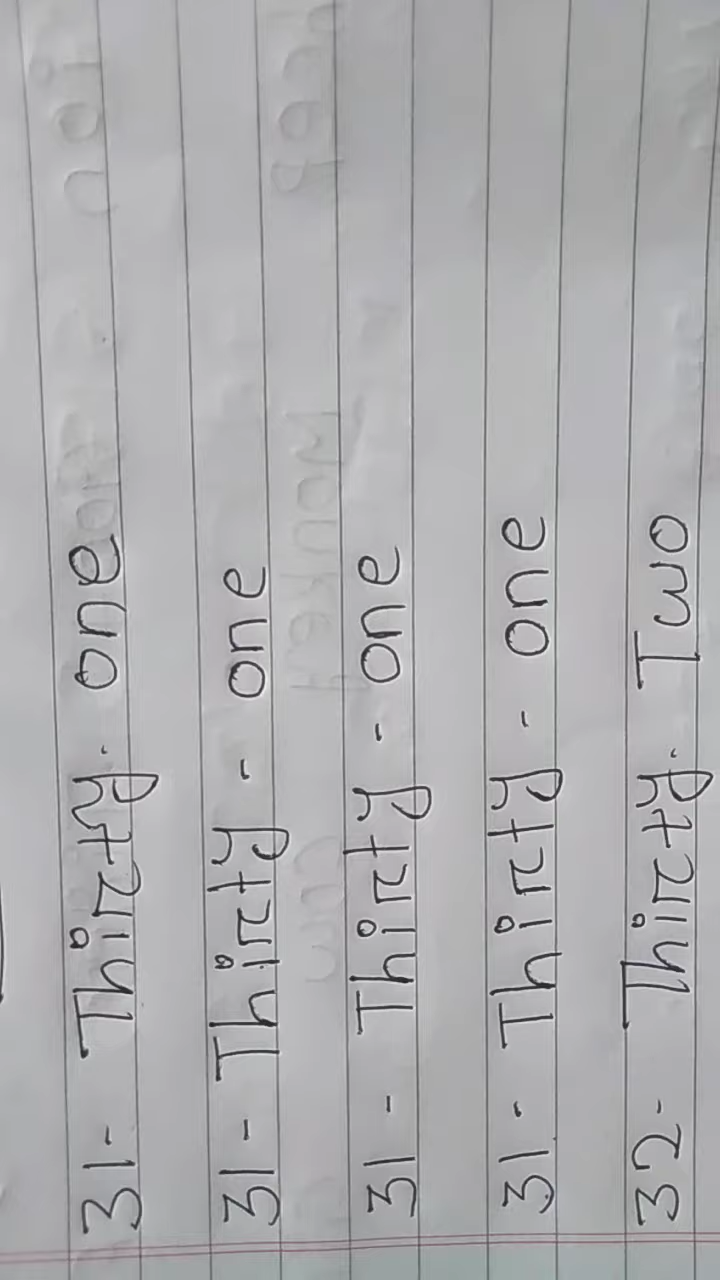 31- Thirty. one
31 - Thirty - one
31 - Thirty - one
31. Thirty - one
32- Thirty. Two